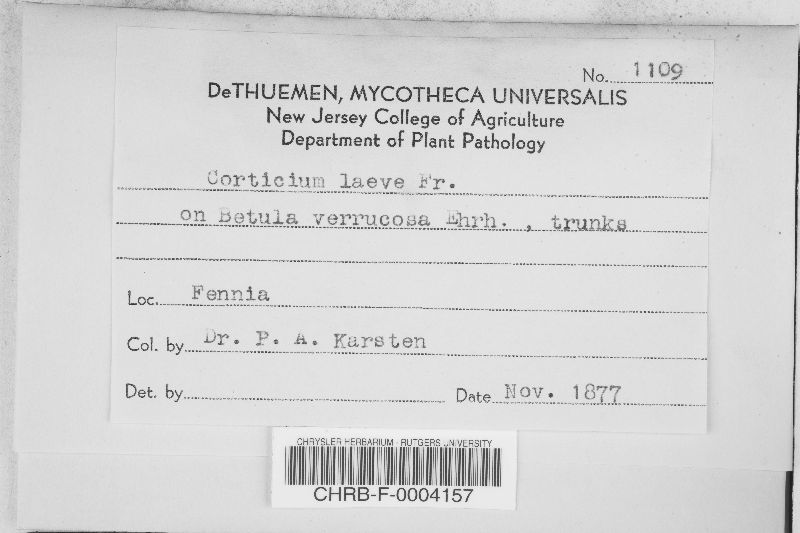 No. 1109
DeTHUEMEN, MYCOTHECA UNIVERSALIS
New Jersey College of Agriculture
Department of Plant Pathology
Corticium laeve Fr.
on Betula verrucosa Ehrh. , trunks
Loc. Fennia
Col. by Dr. P. A. Karsten
Det. by
Date Nov. 1877
CHRYSLER HERBARIUM - RUTGERS UNIVERSITY
CHRB-F-0004157